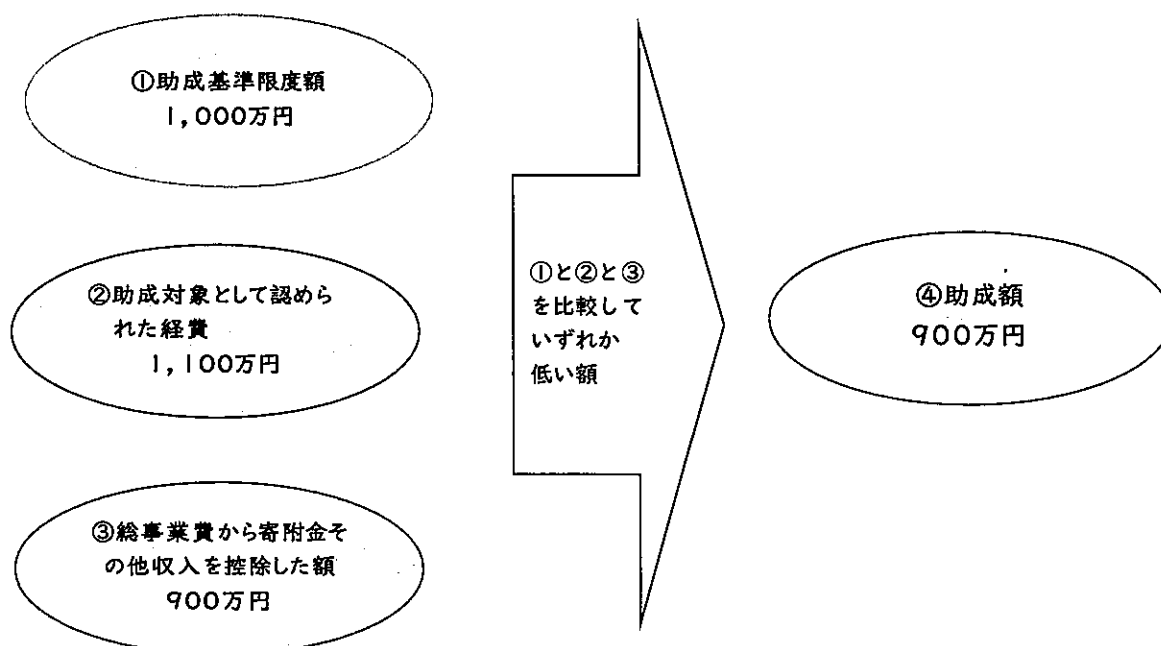 ①助成基準限度額
1,000万円
②助成対象として認めら
れた経費
1,100万円
③総事業費から寄附金そ
の他収入を控除した額
900万円
①と②と③
を比較して
いずれか
低い額
④助成額
900万円